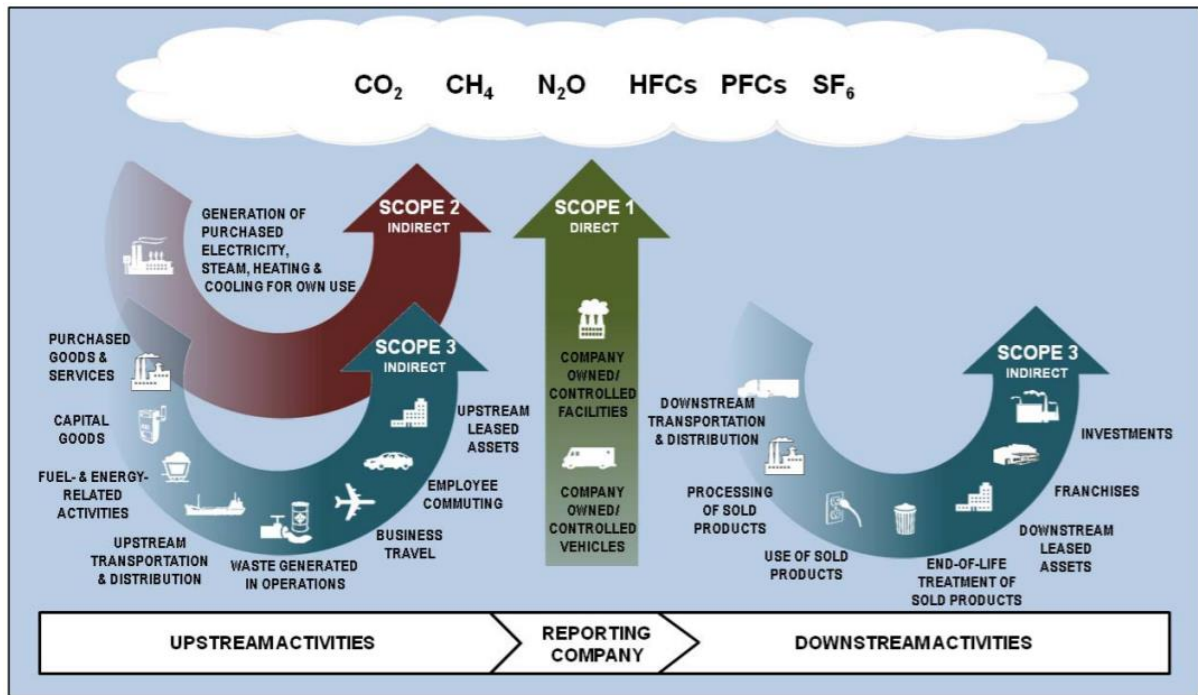 CO₂ CH₄ N₂O HFCs PFCs SF₆
SCOPE 2
INDIRECT
GENERATION OF
PURCHASED
ELECTRICITY,
STEAM, HEATING &
COOLING FOR OWN USE
SCOPE 1
DIRECT
COMPANY
OWNED/
CONTROLLED
FACILITIES
COMPANY
OWNED/
CONTROLLED
VEHICLES
SCOPE 3
INDIRECT
PURCHASED
GOODS &
SERVICES
CAPITAL
GOODS
FUEL- & ENERGY-
RELATED
ACTIVITIES
UPSTREAM
TRANSPORTATION
& DISTRIBUTION
WASTE GENERATED
IN OPERATIONS
BUSINESS
TRAVEL
EMPLOYEE
COMMUTING
UPSTREAM
LEASED
ASSETS
SCOPE 3
INDIRECT
DOWNSTREAM
TRANSPORTATION
& DISTRIBUTION
PROCESSING
OF SOLD
PRODUCTS
USE OF SOLD
PRODUCTS
END-OF-LIFE
TREATMENT OF
SOLD PRODUCTS
DOWNSTREAM
LEASED
ASSETS
FRANCHISES
INVESTMENTS
UPSTREAM ACTIVITIES
REPORTING
COMPANY
DOWNSTREAM ACTIVITIES